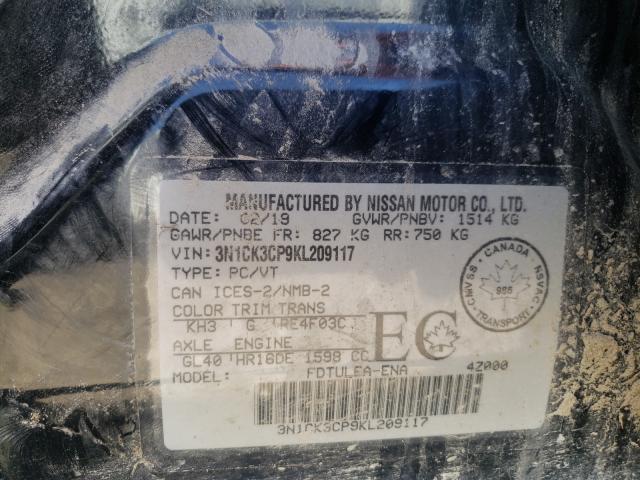 MANUFACTURED BY NISSAN MOTOR CO., LTD.
DATE: 02/19 GVWR/PNBV: 1514 KG
GAWR/PNBE FR: 827 KG RR: 750 KG
VIN: 3N1CK3CP9KL209117
TYPE: PC/VT
CAN ICES-2/NMB-2
COLOR TRIM TRANS
KH3 G RE4F03C
AXLE ENGINE
GL40 HR16DE 1598 CC
EC
MODEL: FDTULEA-ENA 4Z000
3N1CK3CP9KL209117
CANADA
CMVSS NSVAC
996
TRANSPORT